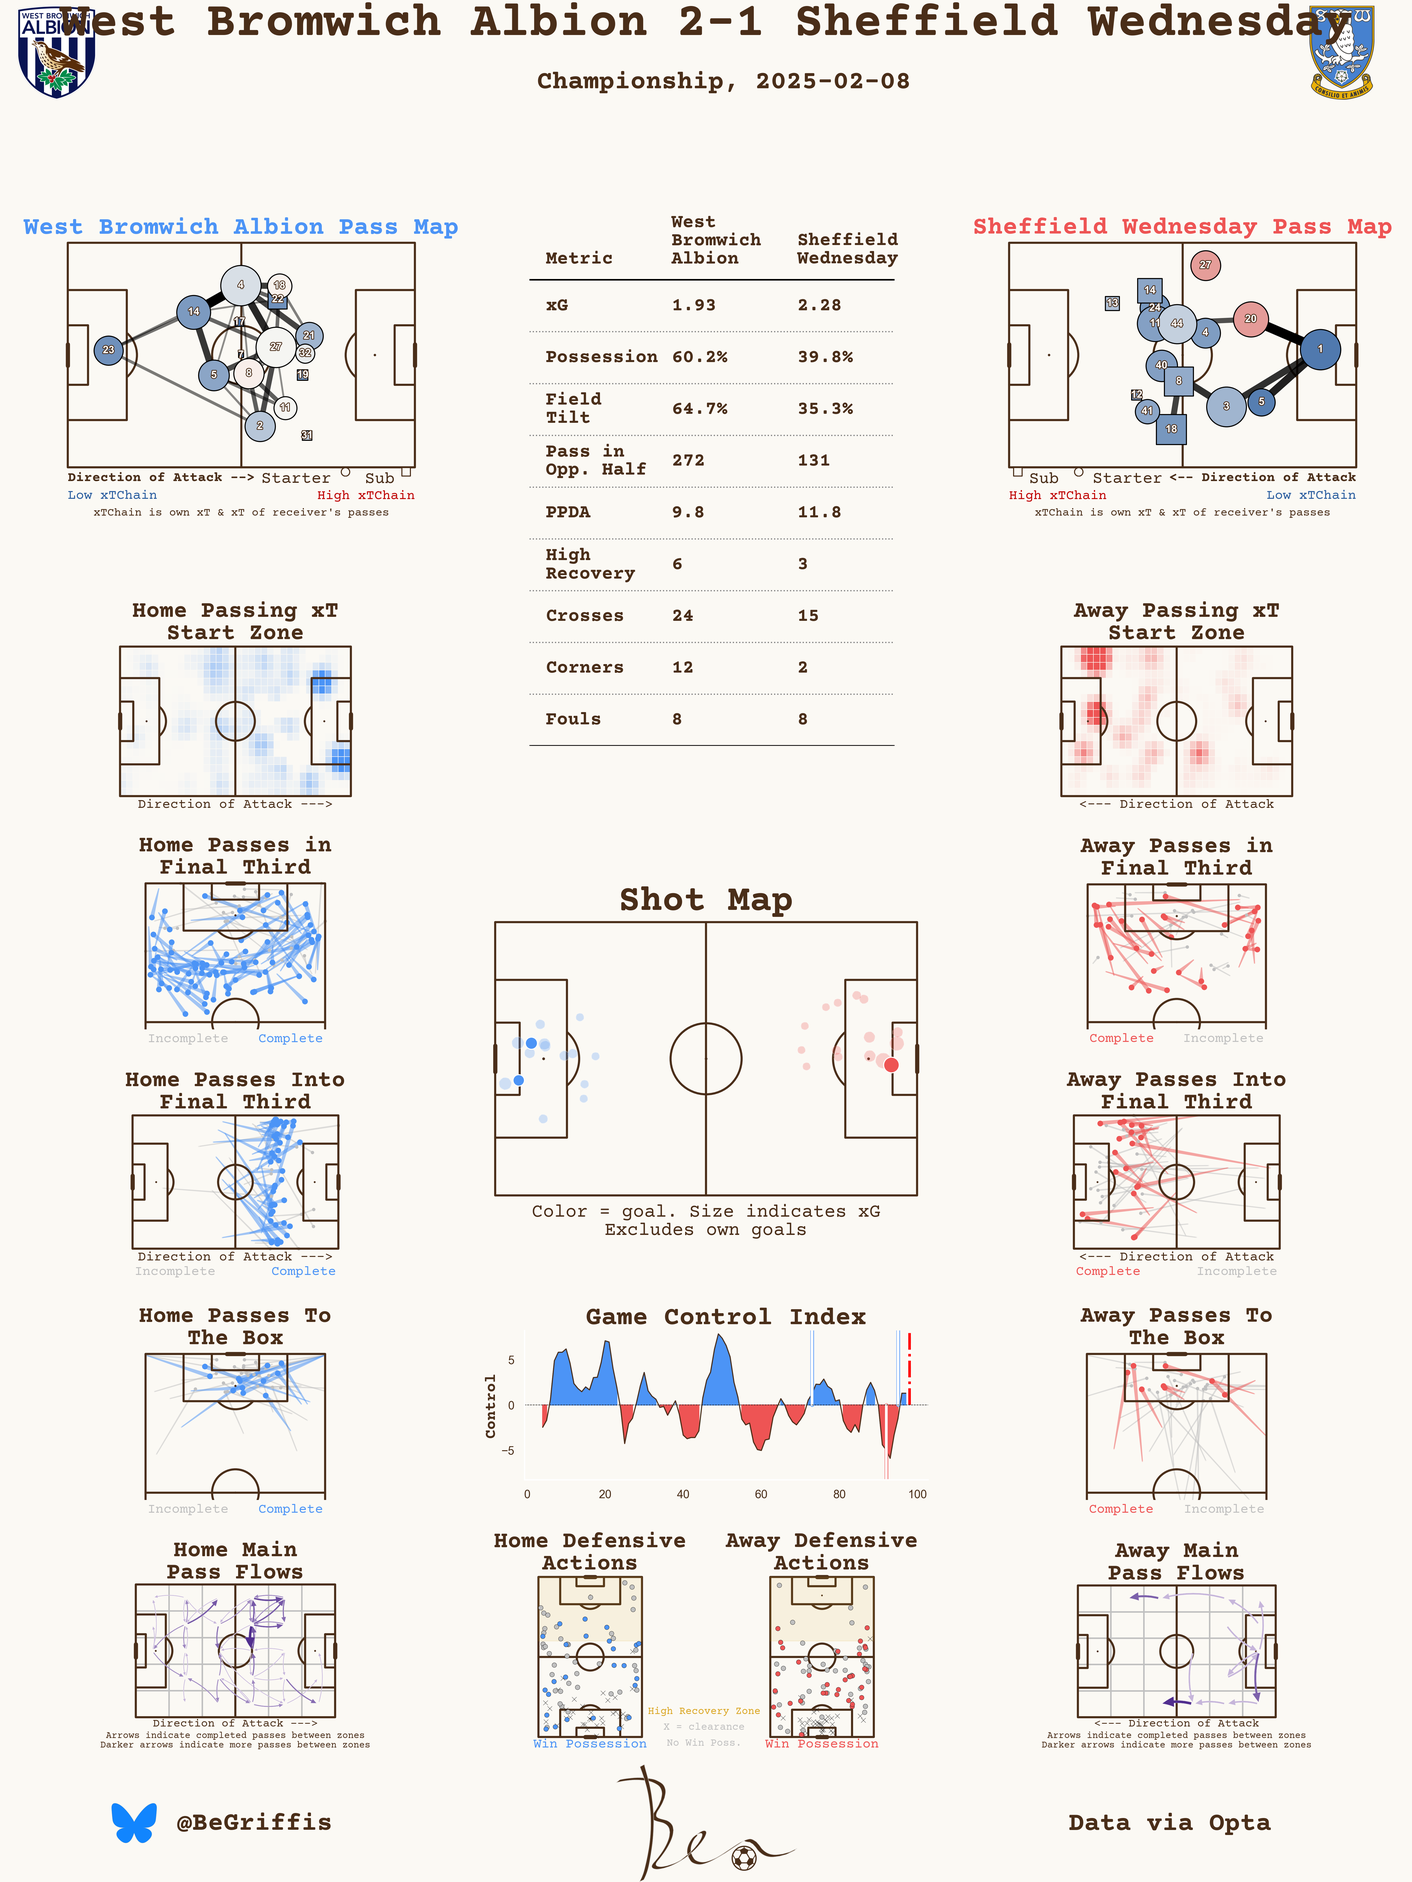 West Bromwich Albion 2-1 Sheffield Wednesday
Championship, 2025-02-08
WEST BROMWICH
ALBION
S W
CONSILIO ET ANIMIS
West Bromwich Albion Pass Map
4
18
22
14
17
21
27
32
7
23
5
8
19
11
2
31
Direction of Attack --> Starter Sub
Low xTChain High xTChain
xTChain is own xT & xT of receiver's passes
Metric West Bromwich Albion Sheffield Wednesday
xG 1.93 2.28
Possession 60.2% 39.8%
Field Tilt 64.7% 35.3%
Pass in Opp. Half 272 131
PPDA 9.8 11.8
High Recovery 6 3
Crosses 24 15
Corners 12 2
Fouls 8 8
Sheffield Wednesday Pass Map
27
14
13
24
11
44
4
20
1
40
8
12
3
5
41
18
Sub Starter <-- Direction of Attack
High xTChain Low xTChain
xTChain is own xT & xT of receiver's passes
Home Passing xT
Start Zone
Direction of Attack --->
Away Passing xT
Start Zone
<--- Direction of Attack
Home Passes in
Final Third
Incomplete Complete
Away Passes in
Final Third
Complete Incomplete
Shot Map
Color = goal. Size indicates xG
Excludes own goals
Home Passes Into
Final Third
Direction of Attack --->
Incomplete Complete
Away Passes Into
Final Third
<--- Direction of Attack
Complete Incomplete
Game Control Index
Control
5
0
−5
0 20 40 60 80 100
Home Passes To
The Box
Incomplete Complete
Away Passes To
The Box
Complete Incomplete
Home Main
Pass Flows
Direction of Attack --->
Arrows indicate completed passes between zones
Darker arrows indicate more passes between zones
Home Defensive
Actions
Win Possession
High Recovery Zone
X = clearance
No Win Poss.
Away Defensive
Actions
Win Possession
Away Main
Pass Flows
<--- Direction of Attack
Arrows indicate completed passes between zones
Darker arrows indicate more passes between zones
@BeGriffis
Ben
Data via Opta